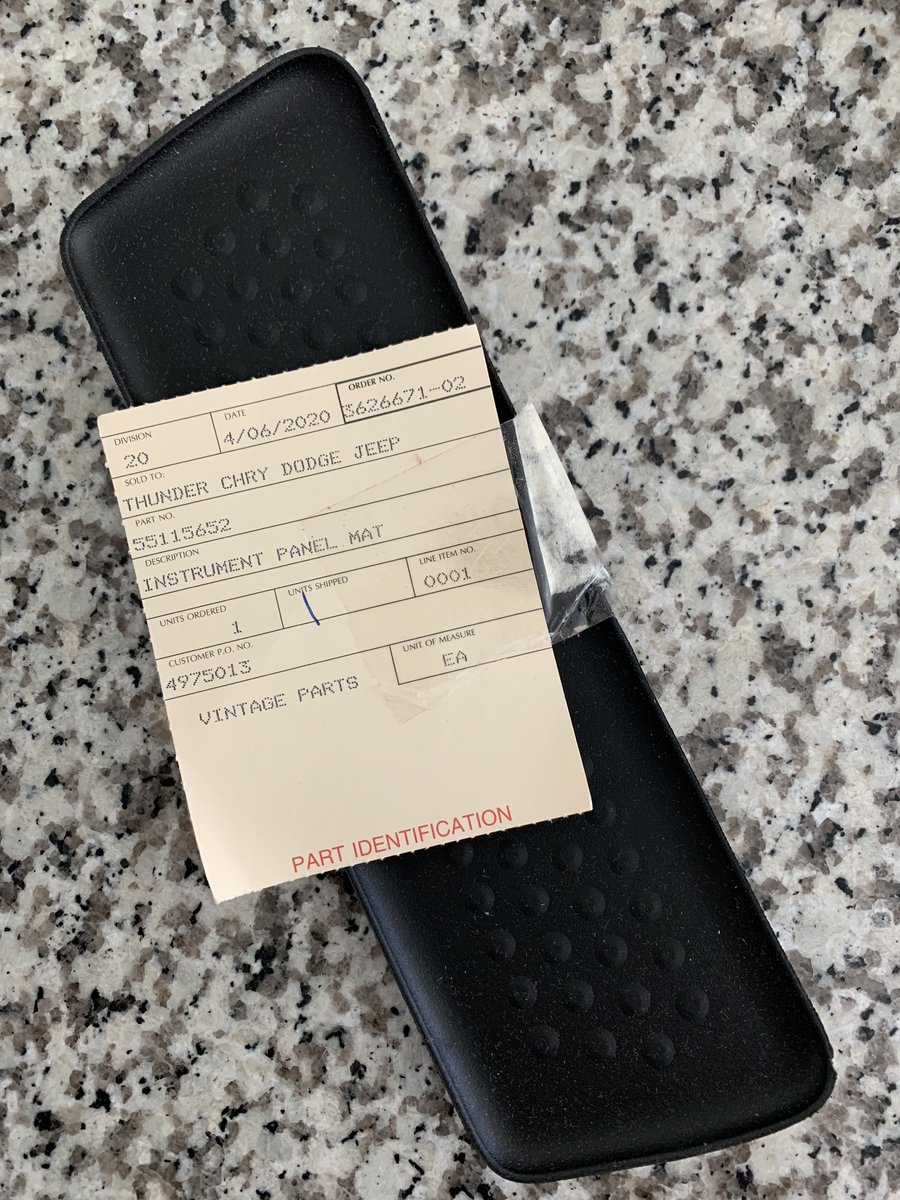 DIVISION DATE ORDER NO.
20 4/06/2020 3626671-02
SOLD TO:
THUNDER CHRY DODGE JEEP
PART NO.
55115652
DESCRIPTION
INSTRUMENT PANEL MAT
UNITS ORDERED UNITS SHIPPED LINE ITEM NO.
1 \ 0001
CUSTOMER P.O. NO. UNIT OF MEASURE
4975013 EA
VINTAGE PARTS
PART IDENTIFICATION